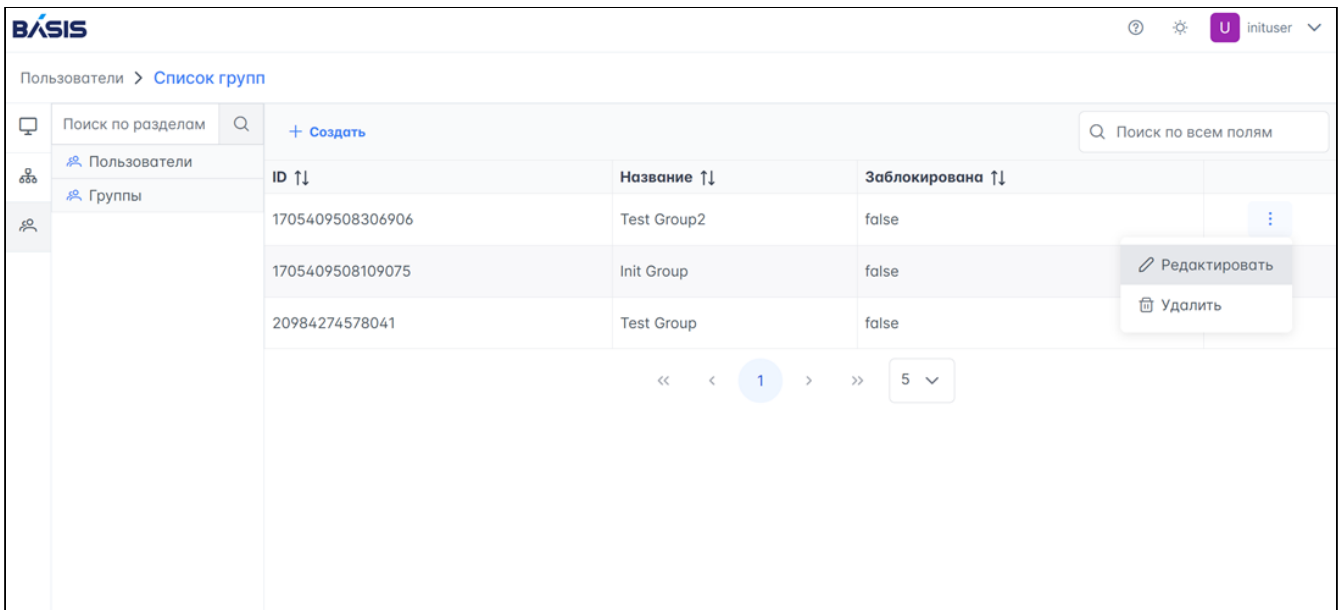 BASIS
U inituser
Пользователи > Список групп
Поиск по разделам
+ Создать
Поиск по всем полям
Пользователи
Группы
ID Название Заблокирована
1705409508306906 Test Group2 false
1705409508109075 Init Group false
Редактировать
20984274578041 Test Group false
Удалить
<< < 1 > >> 5